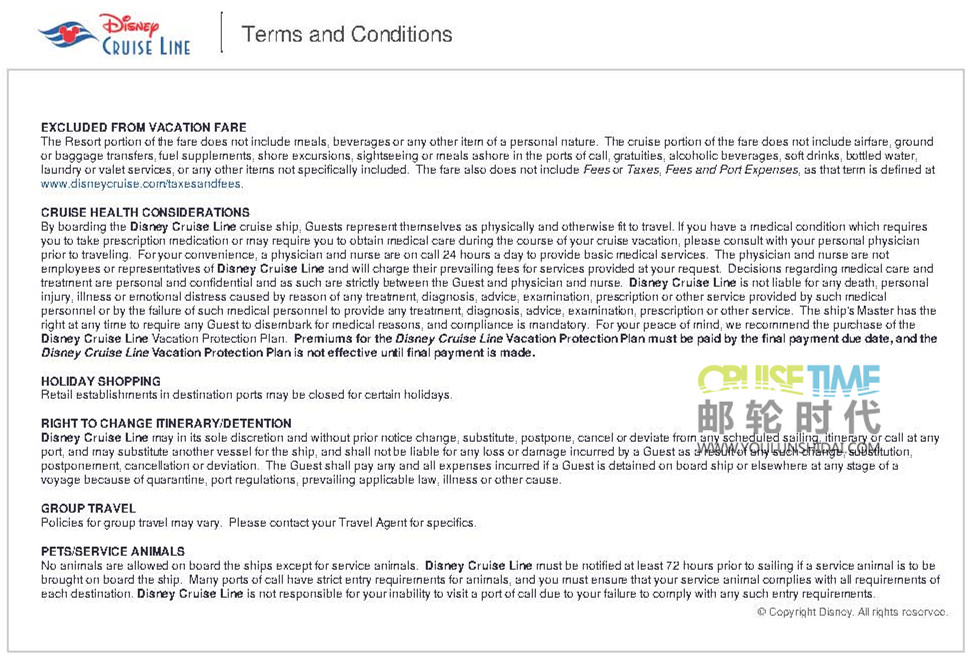 Disney
CRUISE LINE
Terms and Conditions
EXCLUDED FROM VACATION FARE
The Resort portion of the fare does not include meals, beverages or any other item of a personal nature. The cruise portion of the fare does not include airfare, ground
or baggage transfers, fuel supplements, shore excursions, sightseeing or meals ashore in the ports of call, gratuities, alcoholic beverages, soft drinks, bottled water,
laundry or valet services, or any other items not specifically included. The fare also does not include Fees or Taxes, Fees and Port Expenses, as that term is defined at
www.disneycruise.com/taxesandfees.
CRUISE HEALTH CONSIDERATIONS
By boarding the Disney Cruise Line cruise ship, Guests represent themselves as physically and otherwise fit to travel. If you have a medical condition which requires
you to take prescription medication or may require you to obtain medical care during the course of your cruise vacation, please consult with your personal physician
prior to traveling. For your convenience, a physician and nurse are on call 24 hours a day to provide basic medical services. The physician and nurse are not
employees or representatives of Disney Cruise Line and will charge their prevailing fees for services provided at your request. Decisions regarding medical care and
treatment are personal and confidential and as such are strictly between the Guest and physician and nurse. Disney Cruise Line is not liable for any death, personal
injury, illness or emotional distress caused by reason of any treatment, diagnosis, advice, examination, prescription or other service provided by such medical
personnel or by the failure of such medical personnel to provide any treatment, diagnosis, advice, examination, prescription or other service. The ship's Master has the
right at any time to require any Guest to disembark for medical reasons, and compliance is mandatory. For your peace of mind, we recommend the purchase of the
Disney Cruise Line Vacation Protection Plan. Premiums for the Disney Cruise Line Vacation Protection Plan must be paid by the final payment due date, and the
Disney Cruise Line Vacation Protection Plan is not effective until final payment is made.
HOLIDAY SHOPPING
Retail establishments in destination ports may be closed for certain holidays.
CRUISETIME
邮轮时代
WWW.YOULUNSHIDAI.COM
RIGHT TO CHANGE ITINERARY/DETENTION
Disney Cruise Line may in its sole discretion and without prior notice change, substitute, postpone, cancel or deviate from any scheduled sailing, itinerary or call at any
port, and may substitute another vessel for the ship, and shall not be liable for any loss or damage incurred by a Guest as a result of any such change, substitution,
postponement, cancellation or deviation. The Guest shall pay any and all expenses incurred if a Guest is detained on board ship or elsewhere at any stage of a
voyage because of quarantine, port regulations, prevailing applicable law, illness or other cause.
GROUP TRAVEL
Policies for group travel may vary. Please contact your Travel Agent for specifics.
PETS/SERVICE ANIMALS
No animals are allowed on board the ships except for service animals. Disney Cruise Line must be notified at least 72 hours prior to sailing if a service animal is to be
brought on board the ship. Many ports of call have strict entry requirements for animals, and you must ensure that your service animal complies with all requirements of
each destination. Disney Cruise Line is not responsible for your inability to visit a port of call due to your failure to comply with any such entry requirements.
© Copyright Disney. All rights reserved.